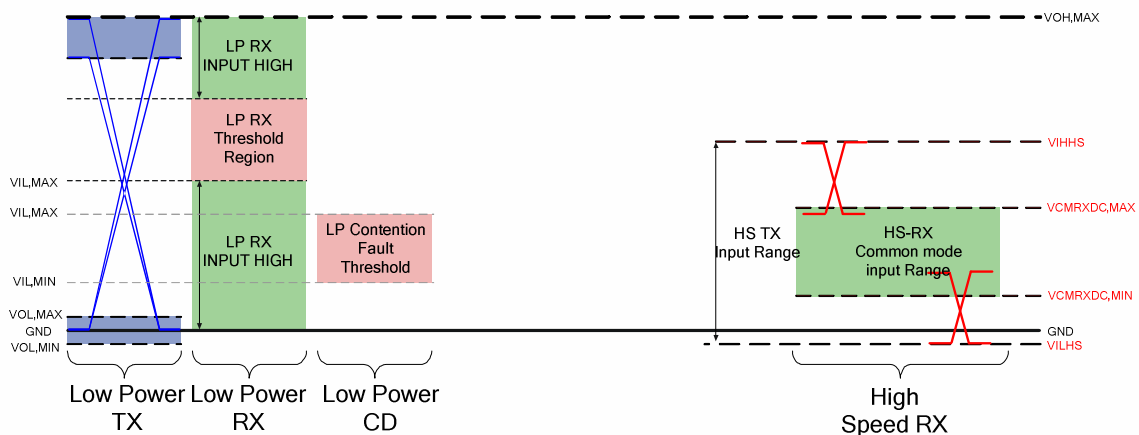 VOH,MAX
LP RX
INPUT HIGH
LP RX
Threshold
Region
VIHHS
VIL,MAX
VIL,MAX
VCMRXDC,MAX
LP RX
INPUT HIGH
LP Contention
Fault
Threshold
HS TX
Input Range
HS-RX
Common mode
input Range
VIL,MIN
VCMRXDC,MIN
VOL,MAX
GND
GND
VOL,MIN
VILHS
Low Power
TX
Low Power
RX
Low Power
CD
High
Speed RX